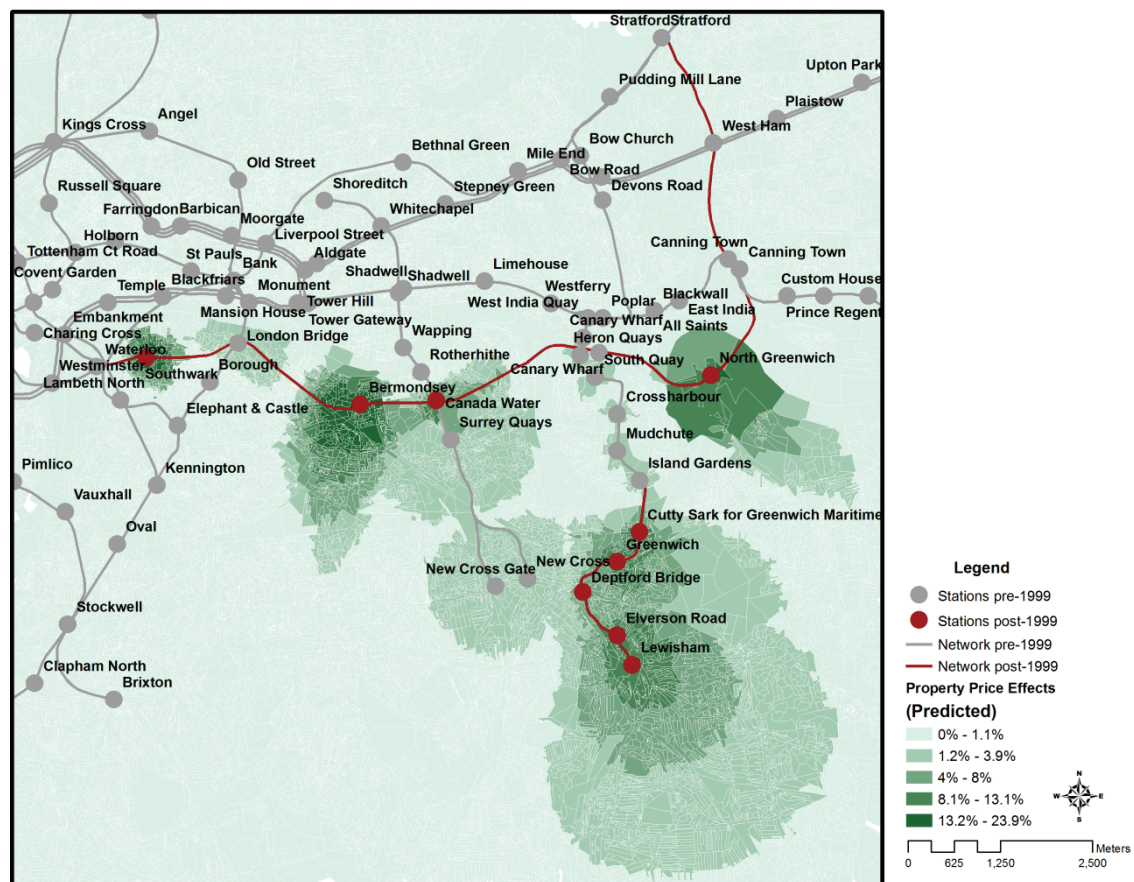 StratfordStratford
Upton Park
Pudding Mill Lane
Plaistow
Angel
Kings Cross
West Ham
Bow Church
Bethnal Green
Mile End
Old Street
Bow Road
Russell Square
Shoreditch
Stepney Green
Devons Road
Farringdon
Barbican
Whitechapel
Moorgate
Holborn
Liverpool Street
Canning Town
Tottenham Ct Road
St Pauls
Aldgate
Canning Town
Bank
Limehouse
Covent Garden
Blackfriars
Shadwell
Shadwell
Custom House
Temple
Monument
Westferry
Tower Hill
West India Quay
Poplar
Blackwall
Mansion House
East India
Prince Regent
Embankment
Tower Gateway
Canary Wharf
All Saints
Charing Cross
London Bridge
Wapping
Heron Quays
Waterloo
Rotherhithe
South Quay
North Greenwich
Westminster
Southwark
Borough
Canary Wharf
Lambeth North
Bermondsey
Crossharbour
Elephant & Castle
Canada Water
Surrey Quays
Mudchute
Pimlico
Kennington
Island Gardens
Vauxhall
Oval
Cutty Sark for Greenwich Maritime
Greenwich
New Cross Gate
New Cross
Deptford Bridge
Stockwell
Elverson Road
Lewisham
Clapham North
Brixton
Legend
Stations pre-1999
Stations post-1999
Network pre-1999
Network post-1999
Property Price Effects
(Predicted)
0% - 1.1%
1.2% - 3.9%
4% - 8%
8.1% - 13.1%
13.2% - 23.9%
N
W E
S
Meters
0 625 1,250 2,500